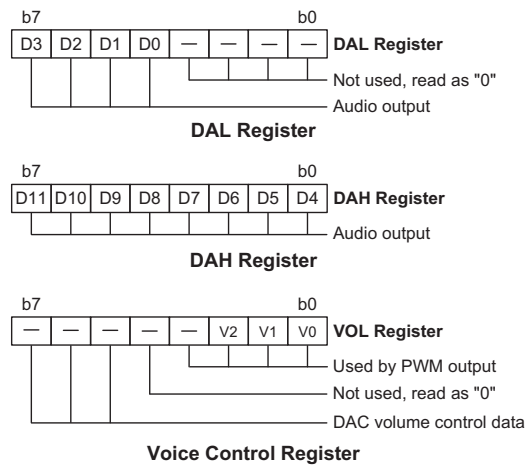 b7 b0
D3 D2 D1 D0 — — — — DAL Register
Not used, read as "0"
Audio output
DAL Register
b7 b0
D11 D10 D9 D8 D7 D6 D5 D4 DAH Register
Audio output
DAH Register
b7 b0
— — — — — V2 V1 V0 VOL Register
Used by PWM output
Not used, read as "0"
DAC volume control data
Voice Control Register